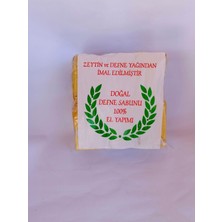 ZEYTİN ve DEFNE YAĞINDAN
İMAL EDİLMİŞTİR
DOĞAL
DEFNE SABUNU
100%
EL YAPIMI